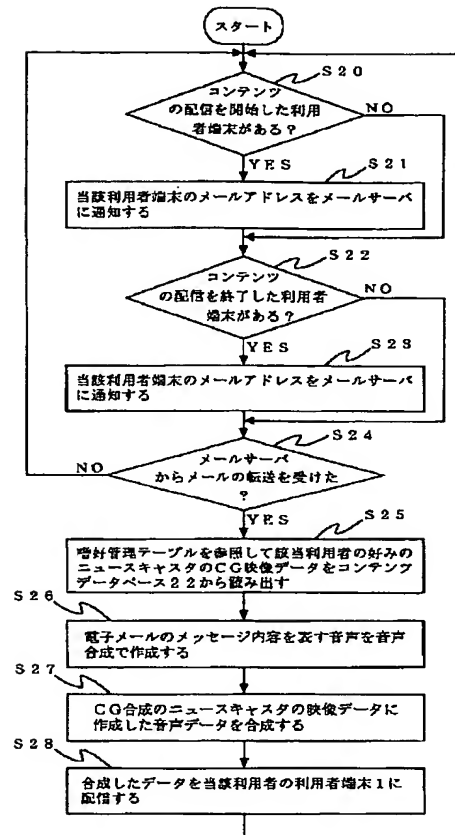 スタート
S20
コンテンツ
の配信を開始した利用
者端末がある?
NO
YES
S21
当該利用者端末のメールアドレスをメールサーバ
に通知する
S22
コンテンツ
の配信を終了した利用者
端末がある?
NO
YES
S23
当該利用者端末のメールアドレスをメールサーバ
に通知する
S24
メールサーバ
からメールの転送を受けた
?
NO
YES
S25
嗜好管理テーブルを参照して該当利用者の好みの
ニュースキャスタのCG映像データをコンテンツ
データベース22から読み出す
S26
電子メールのメッセージ内容を表す音声を音声
合成で作成する
S27
CG合成のニュースキャスタの映像データに
作成した音声データを合成する
S28
合成したデータを当該利用者の利用者端末1に
配信する